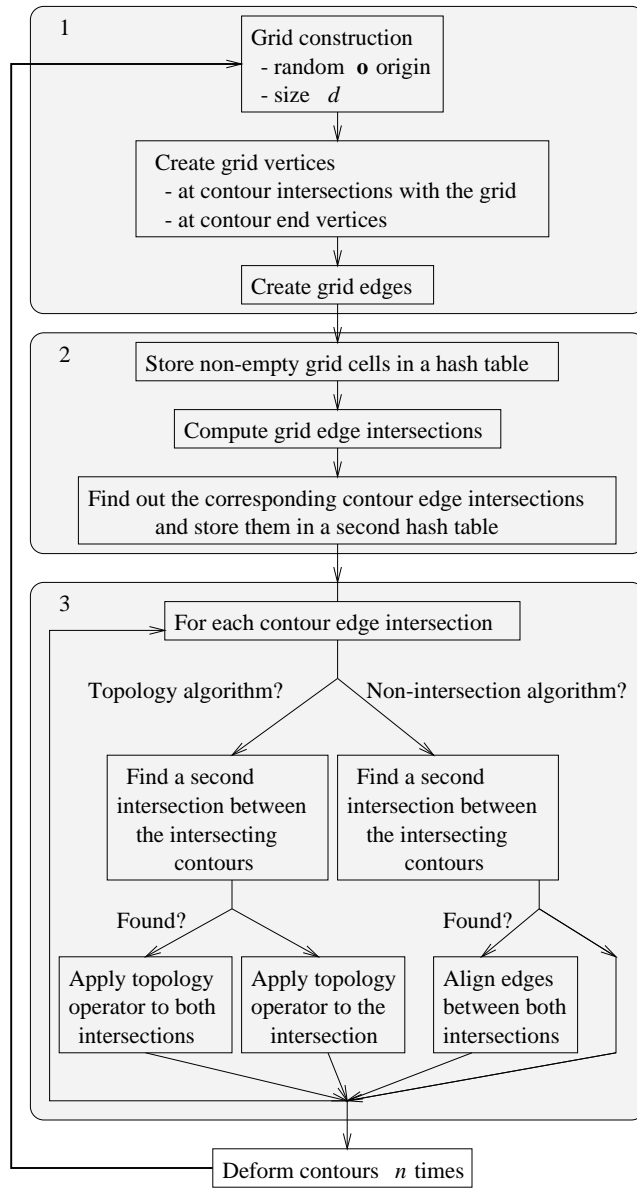 1
Grid construction
- random o origin
- size d
Create grid vertices
- at contour intersections with the grid
- at contour end vertices
Create grid edges
2
Store non-empty grid cells in a hash table
Compute grid edge intersections
Find out the corresponding contour edge intersections
and store them in a second hash table
3
For each contour edge intersection
Topology algorithm?
Non-intersection algorithm?
Find a second
intersection between
the intersecting
contours
Find a second
intersection between
the intersecting
contours
Found?
Found?
Apply topology
operator to both
intersections
Apply topology
operator to the
intersection
Align edges
between both
intersections
Deform contours n times